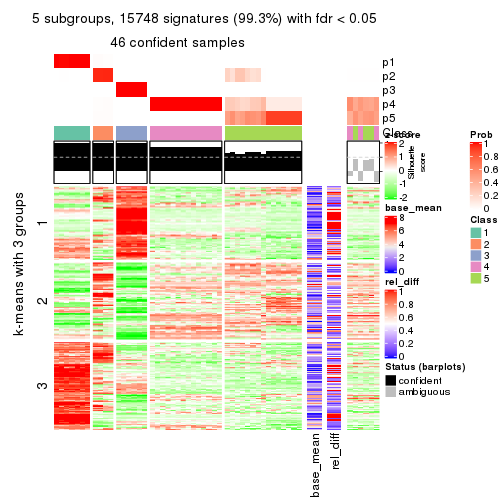 5 subgroups, 15748 signatures (99.3%) with fdr < 0.05
46 confident samples
p1
p2
p3
p4
p5
Class
k-means with 3 groups
1
2
3
Silhouette
score
z-score
2
1
0
-1
-2
base_mean
8
6
4
2
0
rel_diff
1
0.8
0.6
0.4
0.2
0
Status (barplots)
confident
ambiguous
Prob
1
0.8
0.6
0.4
0.2
0
Class
1
2
3
4
5
base_mean
rel_diff